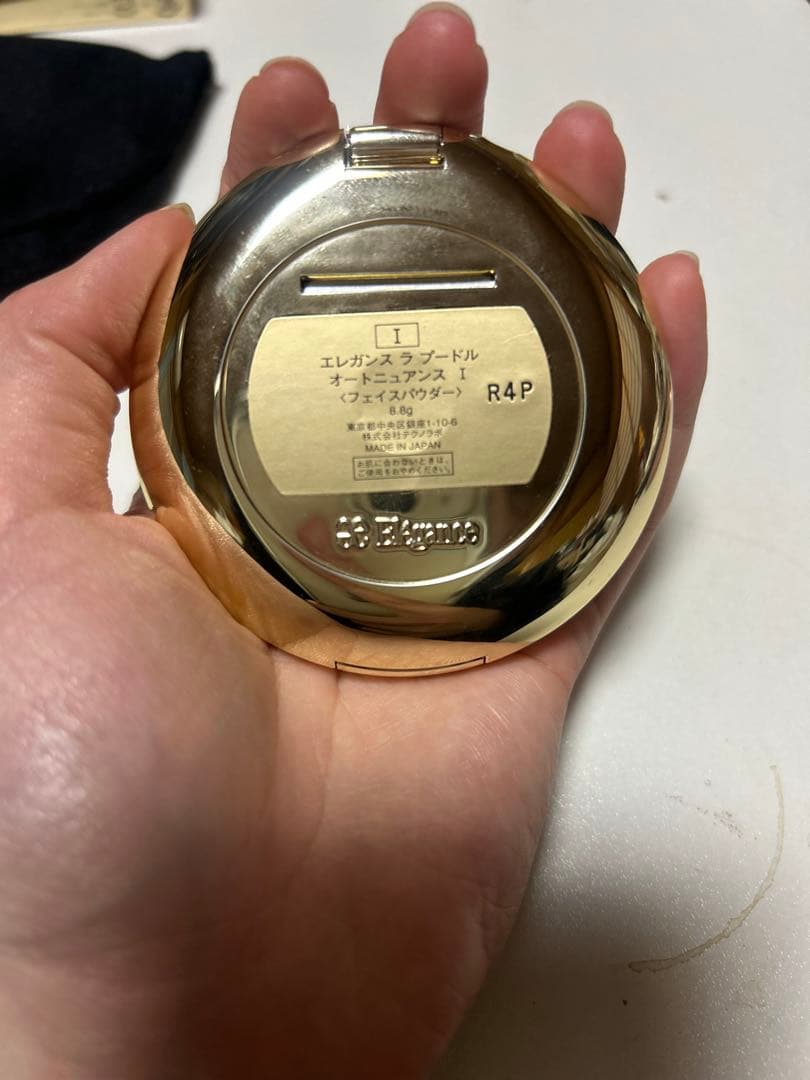 I
エレガンス ラ プードル
オートニュアンス I
〈フェイスパウダー〉
R4P
8.8g
東京都中央区銀座1-10-6
株式会社テクノラボ
MADE IN JAPAN
お肌に合わないときは、
ご使用をおやめください。
Elégance